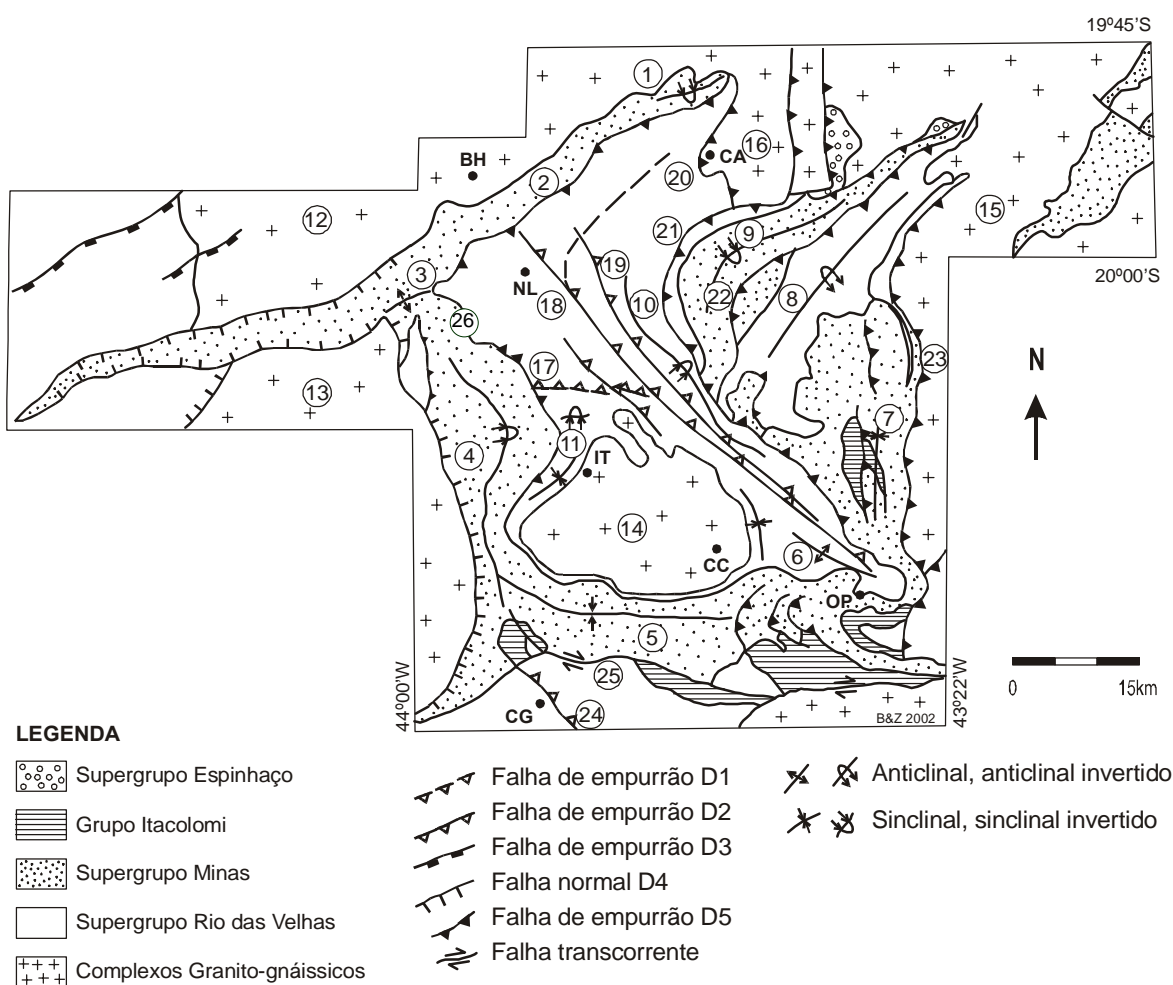 19º45'S
1
BH
2
CA
16
20
12
15
9
21
3
19
20º00'S
NL
10
22
8
18
26
17
23
N
13
7
11
IT
4
14
CC
6
OP
5
25
44º00'W
43º22'W
0 15km
CG
24
B&Z 2002
LEGENDA
Supergrupo Espinhaço
Grupo Itacolomi
Supergrupo Minas
Supergrupo Rio das Velhas
Complexos Granito-gnáissicos
Falha de empurrão D1
Falha de empurrão D2
Falha de empurrão D3
Falha normal D4
Falha de empurrão D5
Falha transcorrente
Anticlinal, anticlinal invertido
Sinclinal, sinclinal invertido